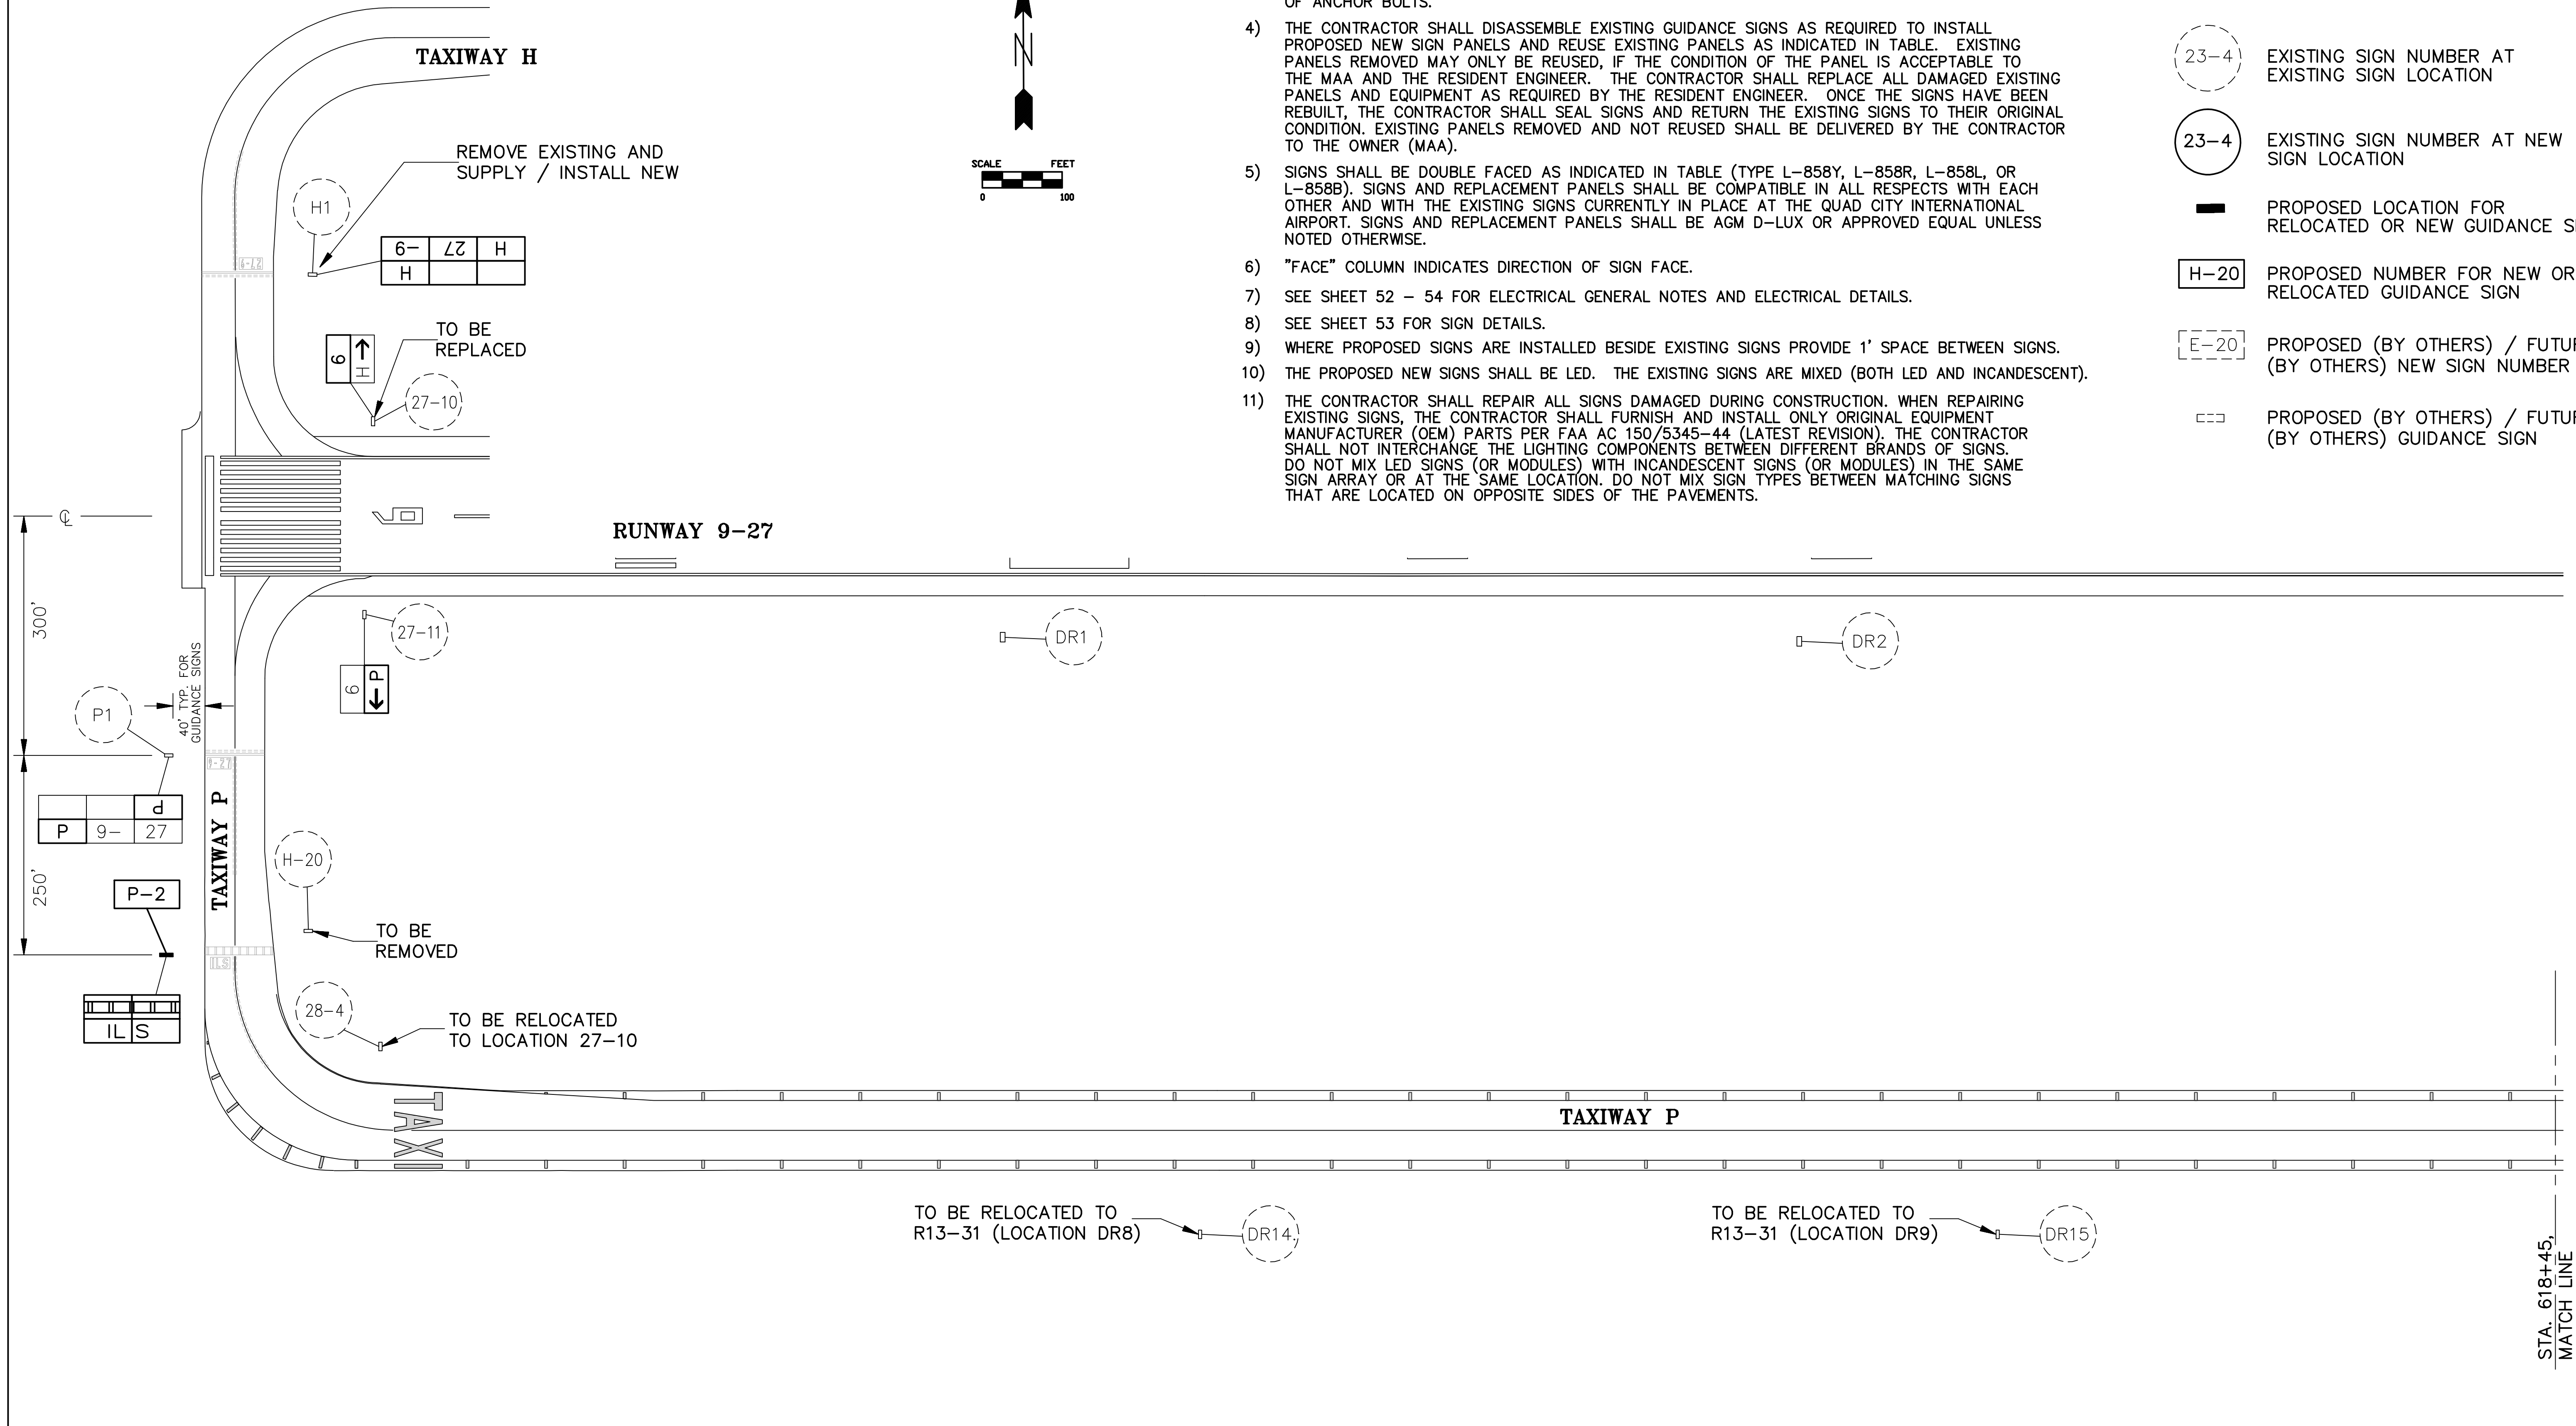 OF ANCHOR BOLTS.
4) THE CONTRACTOR SHALL DISASSEMBLE EXISTING GUIDANCE SIGNS AS REQUIRED TO INSTALL
PROPOSED NEW SIGN PANELS AND REUSE EXISTING PANELS AS INDICATED IN TABLE. EXISTING
PANELS REMOVED MAY ONLY BE REUSED, IF THE CONDITION OF THE PANEL IS ACCEPTABLE TO
THE MAA AND THE RESIDENT ENGINEER. THE CONTRACTOR SHALL REPLACE ALL DAMAGED EXISTING
PANELS AND EQUIPMENT AS REQUIRED BY THE RESIDENT ENGINEER. ONCE THE SIGNS HAVE BEEN
REBUILT, THE CONTRACTOR SHALL SEAL SIGNS AND RETURN THE EXISTING SIGNS TO THEIR ORIGINAL
CONDITION. EXISTING PANELS REMOVED AND NOT REUSED SHALL BE DELIVERED BY THE CONTRACTOR
TO THE OWNER (MAA).
5) SIGNS SHALL BE DOUBLE FACED AS INDICATED IN TABLE (TYPE L-858Y, L-858R, L-858L, OR
L-858B). SIGNS AND REPLACEMENT PANELS SHALL BE COMPATIBLE IN ALL RESPECTS WITH EACH
OTHER AND WITH THE EXISTING SIGNS CURRENTLY IN PLACE AT THE QUAD CITY INTERNATIONAL
AIRPORT. SIGNS AND REPLACEMENT PANELS SHALL BE AGM D-LUX OR APPROVED EQUAL UNLESS
NOTED OTHERWISE.
6) "FACE" COLUMN INDICATES DIRECTION OF SIGN FACE.
7) SEE SHEET 52 - 54 FOR ELECTRICAL GENERAL NOTES AND ELECTRICAL DETAILS.
8) SEE SHEET 53 FOR SIGN DETAILS.
9) WHERE PROPOSED SIGNS ARE INSTALLED BESIDE EXISTING SIGNS PROVIDE 1' SPACE BETWEEN SIGNS.
10) THE PROPOSED NEW SIGNS SHALL BE LED. THE EXISTING SIGNS ARE MIXED (BOTH LED AND INCANDESCENT).
11) THE CONTRACTOR SHALL REPAIR ALL SIGNS DAMAGED DURING CONSTRUCTION. WHEN REPAIRING
EXISTING SIGNS, THE CONTRACTOR SHALL FURNISH AND INSTALL ONLY ORIGINAL EQUIPMENT
MANUFACTURER (OEM) PARTS PER FAA AC 150/5345-44 (LATEST REVISION). THE CONTRACTOR
SHALL NOT INTERCHANGE THE LIGHTING COMPONENTS BETWEEN DIFFERENT BRANDS OF SIGNS.
DO NOT MIX LED SIGNS (OR MODULES) WITH INCANDESCENT SIGNS (OR MODULES) IN THE SAME
SIGN ARRAY OR AT THE SAME LOCATION. DO NOT MIX SIGN TYPES BETWEEN MATCHING SIGNS
THAT ARE LOCATED ON OPPOSITE SIDES OF THE PAVEMENTS.
23-4
EXISTING SIGN NUMBER AT
EXISTING SIGN LOCATION
23-4
EXISTING SIGN NUMBER AT NEW
SIGN LOCATION
PROPOSED LOCATION FOR
RELOCATED OR NEW GUIDANCE
H-20
PROPOSED NUMBER FOR NEW OR
RELOCATED GUIDANCE SIGN
E-20
PROPOSED (BY OTHERS) /
(BY OTHERS) NEW SIGN NUMBER
PROPOSED (BY OTHERS) /
(BY OTHERS) GUIDANCE SIGN
N
SCALE FEET
0 100
TAXIWAY H
REMOVE EXISTING AND
SUPPLY / INSTALL NEW
H1
9-27
9- 27 H
H
TO BE
REPLACED
9 H
27-10
℄
9
RUNWAY 9-27
300'
27-11
9 P
DR1
DR2
40' TYP. FOR
GUIDANCE SIGNS
P1
9-27
P
P 9- 27
TAXIWAY P
H-20
250'
P-2
TO BE
REMOVED
ILS
ILS
28-4
TO BE RELOCATED
TO LOCATION 27-10
TAXI
TAXIWAY P
TO BE RELOCATED TO
R13-31 (LOCATION DR8)
DR14
TO BE RELOCATED TO
R13-31 (LOCATION DR9)
DR15
STA. 618+45,
MATCH LINE